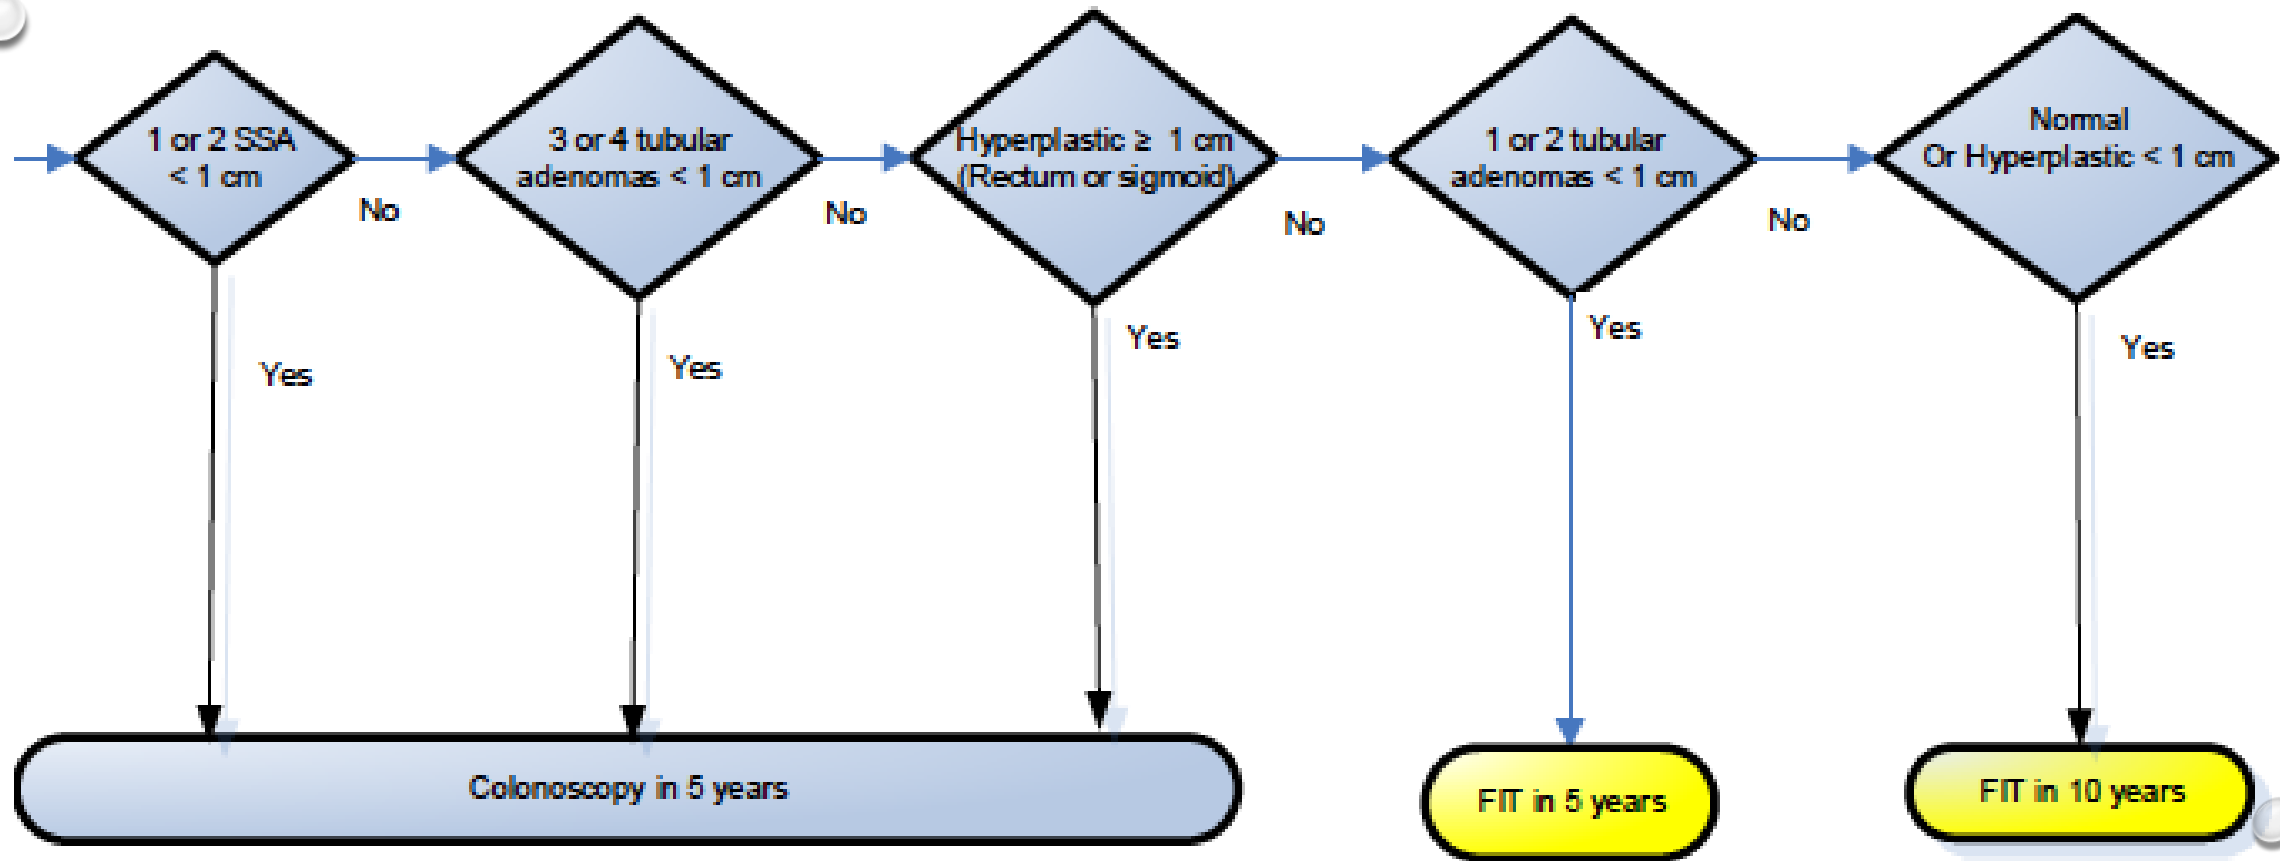 1 or 2 SSA
< 1 cm
No
Yes
3 or 4 tubular
adenomas < 1 cm
No
Yes
Hyperplastic ≥ 1 cm
(Rectum or sigmoid)
No
Yes
1 or 2 tubular
adenomas < 1 cm
No
Yes
Normal
Or Hyperplastic < 1 cm
Yes
Colonoscopy in 5 years
FIT in 5 years
FIT in 10 years